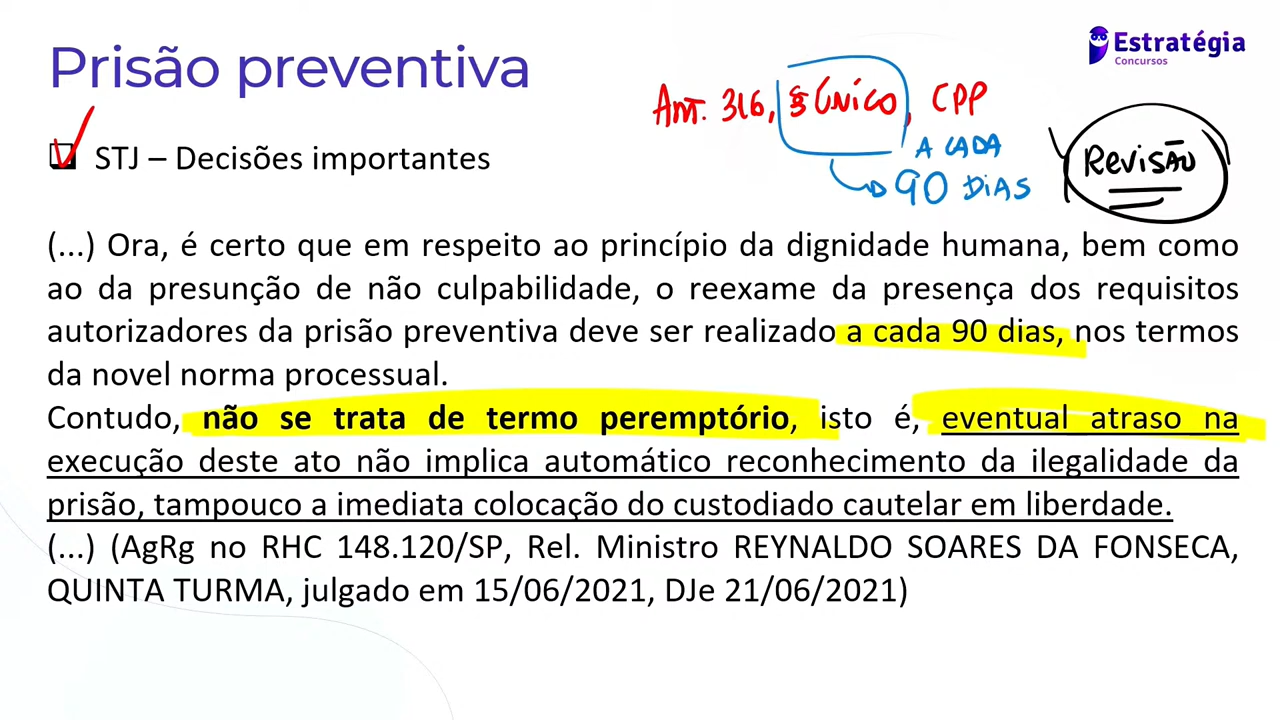 Prisão preventiva
Estratégia
Concursos
Art. 316, § Único, CPP
A CADA
90 DIAS
REVISÃO
STJ – Decisões importantes
(...) Ora, é certo que em respeito ao princípio da dignidade humana, bem como
ao da presunção de não culpabilidade, o reexame da presença dos requisitos
autorizadores da prisão preventiva deve ser realizado a cada 90 dias, nos termos
da novel norma processual.
Contudo, não se trata de termo peremptório, isto é, eventual atraso na
execução deste ato não implica automático reconhecimento da ilegalidade da
prisão, tampouco a imediata colocação do custodiado cautelar em liberdade.
(...) (AgRg no RHC 148.120/SP, Rel. Ministro REYNALDO SOARES DA FONSECA,
QUINTA TURMA, julgado em 15/06/2021, DJe 21/06/2021)